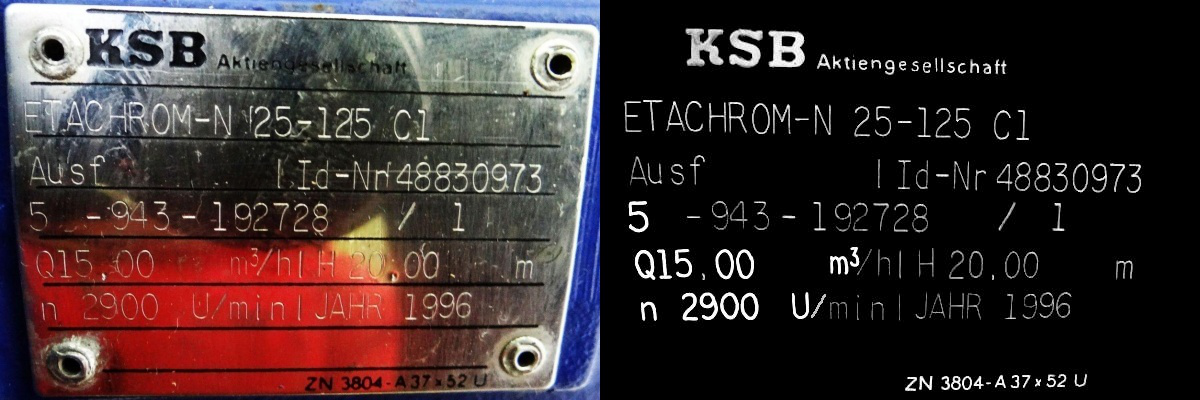 KSB Aktiengesellschaft
ETACHROM-N 25-125 C1
Ausf | Id-Nr 48830973
5 -943-192728 / 1
Q15,00 m³/h | H 20,00 m
n 2900 U/min | JAHR 1996
ZN 3804-A 37 x 52 U
KSB Aktiengesellschaft
ETACHROM-N 25-125 C1
Ausf | Id-Nr 48830973
5 -943-192728 / 1
Q15,00 m³/h | H 20,00 m
n 2900 U/min | JAHR 1996
ZN 3804-A 37 x 52 U